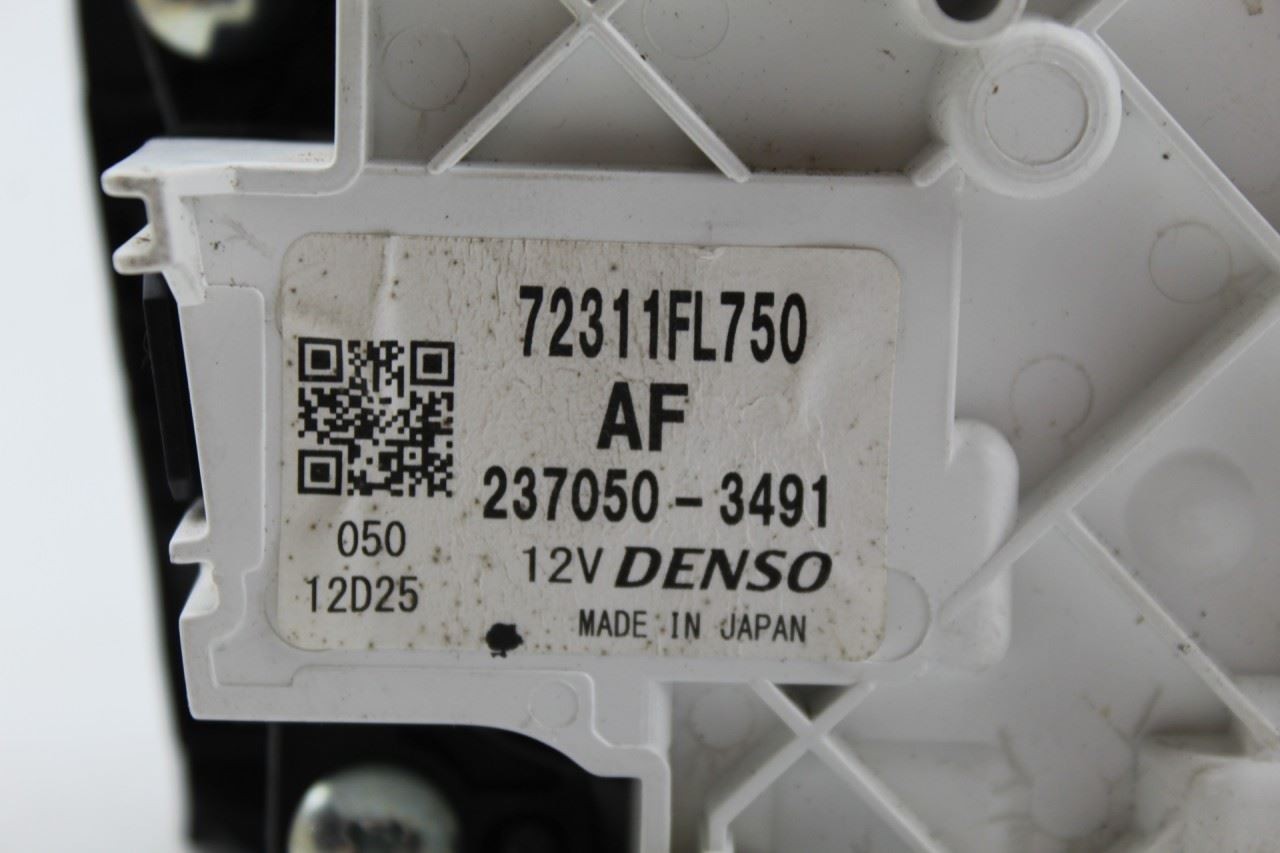 72311FL750
AF
237050-3491
050
12V DENSO
12D25
MADE IN JAPAN